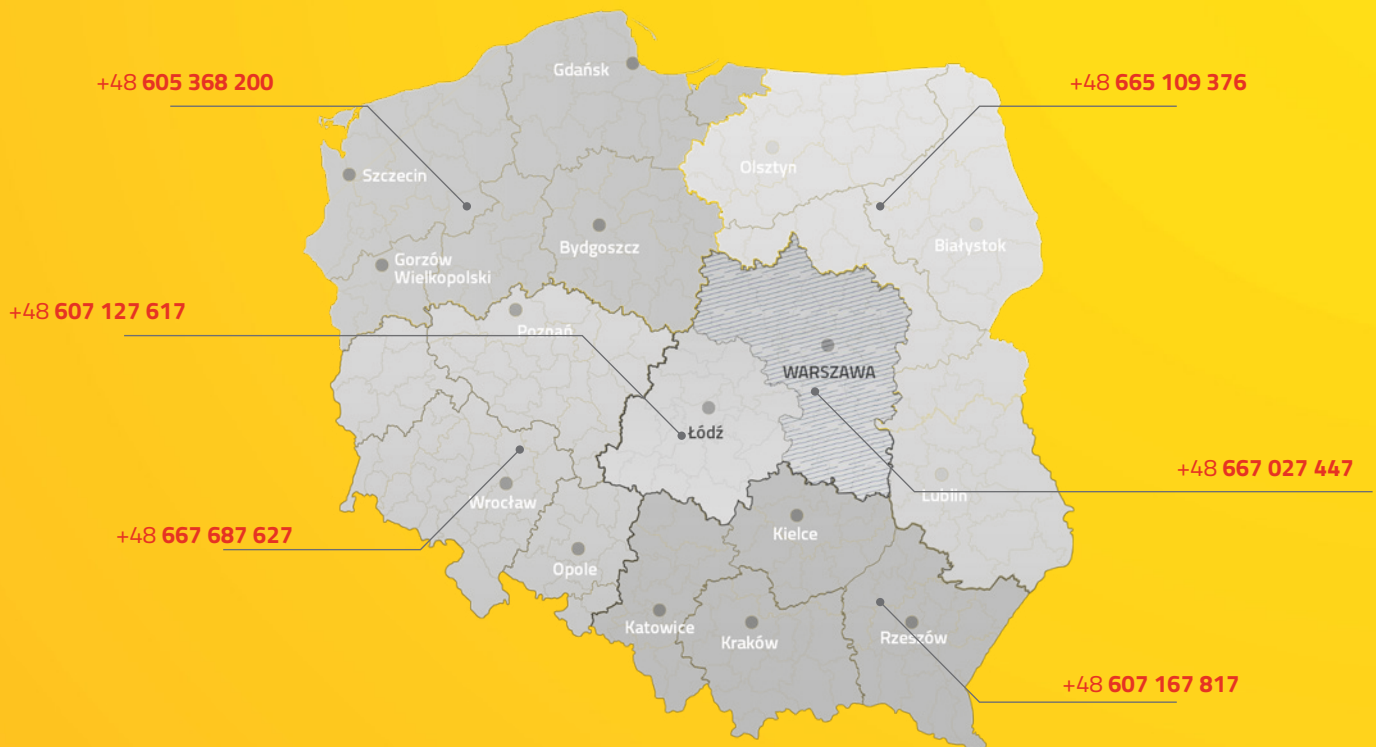 Gdańsk
+48 605 368 200
+48 665 109 376
Olsztyn
Szczecin
Białystok
Bydgoszcz
Gorzów
Wielkopolski
+48 607 127 617
Poznań
WARSZAWA
Łódź
+48 667 027 447
Lublin
Wrocław
+48 667 687 627
Kielce
Opole
Katowice
Kraków
Rzeszów
+48 607 167 817